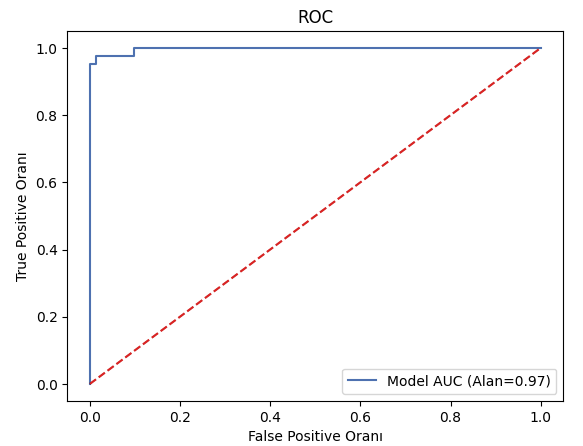 ROC
True Positive Oranı
1.0
0.8
0.6
0.4
0.2
0.0
0.0 0.2 0.4 0.6 0.8 1.0
False Positive Oranı
Model AUC (Alan=0.97)